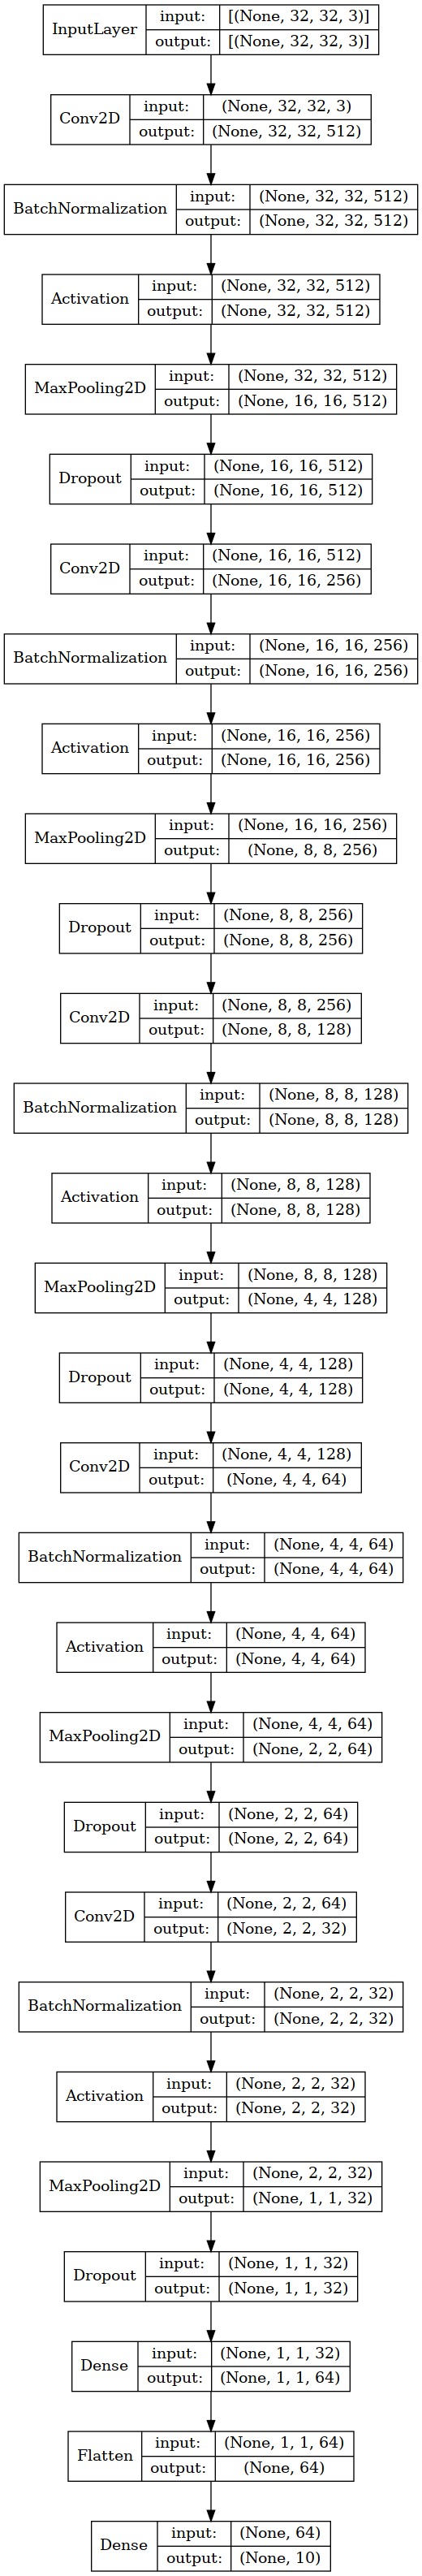 InputLayer input: [(None, 32, 32, 3)]
output: [(None, 32, 32, 3)]
Conv2D input: (None, 32, 32, 3)
output: (None, 32, 32, 512)
BatchNormalization input: (None, 32, 32, 512)
output: (None, 32, 32, 512)
Activation input: (None, 32, 32, 512)
output: (None, 32, 32, 512)
MaxPooling2D input: (None, 32, 32, 512)
output: (None, 16, 16, 512)
Dropout input: (None, 16, 16, 512)
output: (None, 16, 16, 512)
Conv2D input: (None, 16, 16, 512)
output: (None, 16, 16, 256)
BatchNormalization input: (None, 16, 16, 256)
output: (None, 16, 16, 256)
Activation input: (None, 16, 16, 256)
output: (None, 16, 16, 256)
MaxPooling2D input: (None, 16, 16, 256)
output: (None, 8, 8, 256)
Dropout input: (None, 8, 8, 256)
output: (None, 8, 8, 256)
Conv2D input: (None, 8, 8, 256)
output: (None, 8, 8, 128)
BatchNormalization input: (None, 8, 8, 128)
output: (None, 8, 8, 128)
Activation input: (None, 8, 8, 128)
output: (None, 8, 8, 128)
MaxPooling2D input: (None, 8, 8, 128)
output: (None, 4, 4, 128)
Dropout input: (None, 4, 4, 128)
output: (None, 4, 4, 128)
Conv2D input: (None, 4, 4, 128)
output: (None, 4, 4, 64)
BatchNormalization input: (None, 4, 4, 64)
output: (None, 4, 4, 64)
Activation input: (None, 4, 4, 64)
output: (None, 4, 4, 64)
MaxPooling2D input: (None, 4, 4, 64)
output: (None, 2, 2, 64)
Dropout input: (None, 2, 2, 64)
output: (None, 2, 2, 64)
Conv2D input: (None, 2, 2, 64)
output: (None, 2, 2, 32)
BatchNormalization input: (None, 2, 2, 32)
output: (None, 2, 2, 32)
Activation input: (None, 2, 2, 32)
output: (None, 2, 2, 32)
MaxPooling2D input: (None, 2, 2, 32)
output: (None, 1, 1, 32)
Dropout input: (None, 1, 1, 32)
output: (None, 1, 1, 32)
Dense input: (None, 1, 1, 32)
output: (None, 1, 1, 64)
Flatten input: (None, 1, 1, 64)
output: (None, 64)
Dense input: (None, 64)
output: (None, 10)